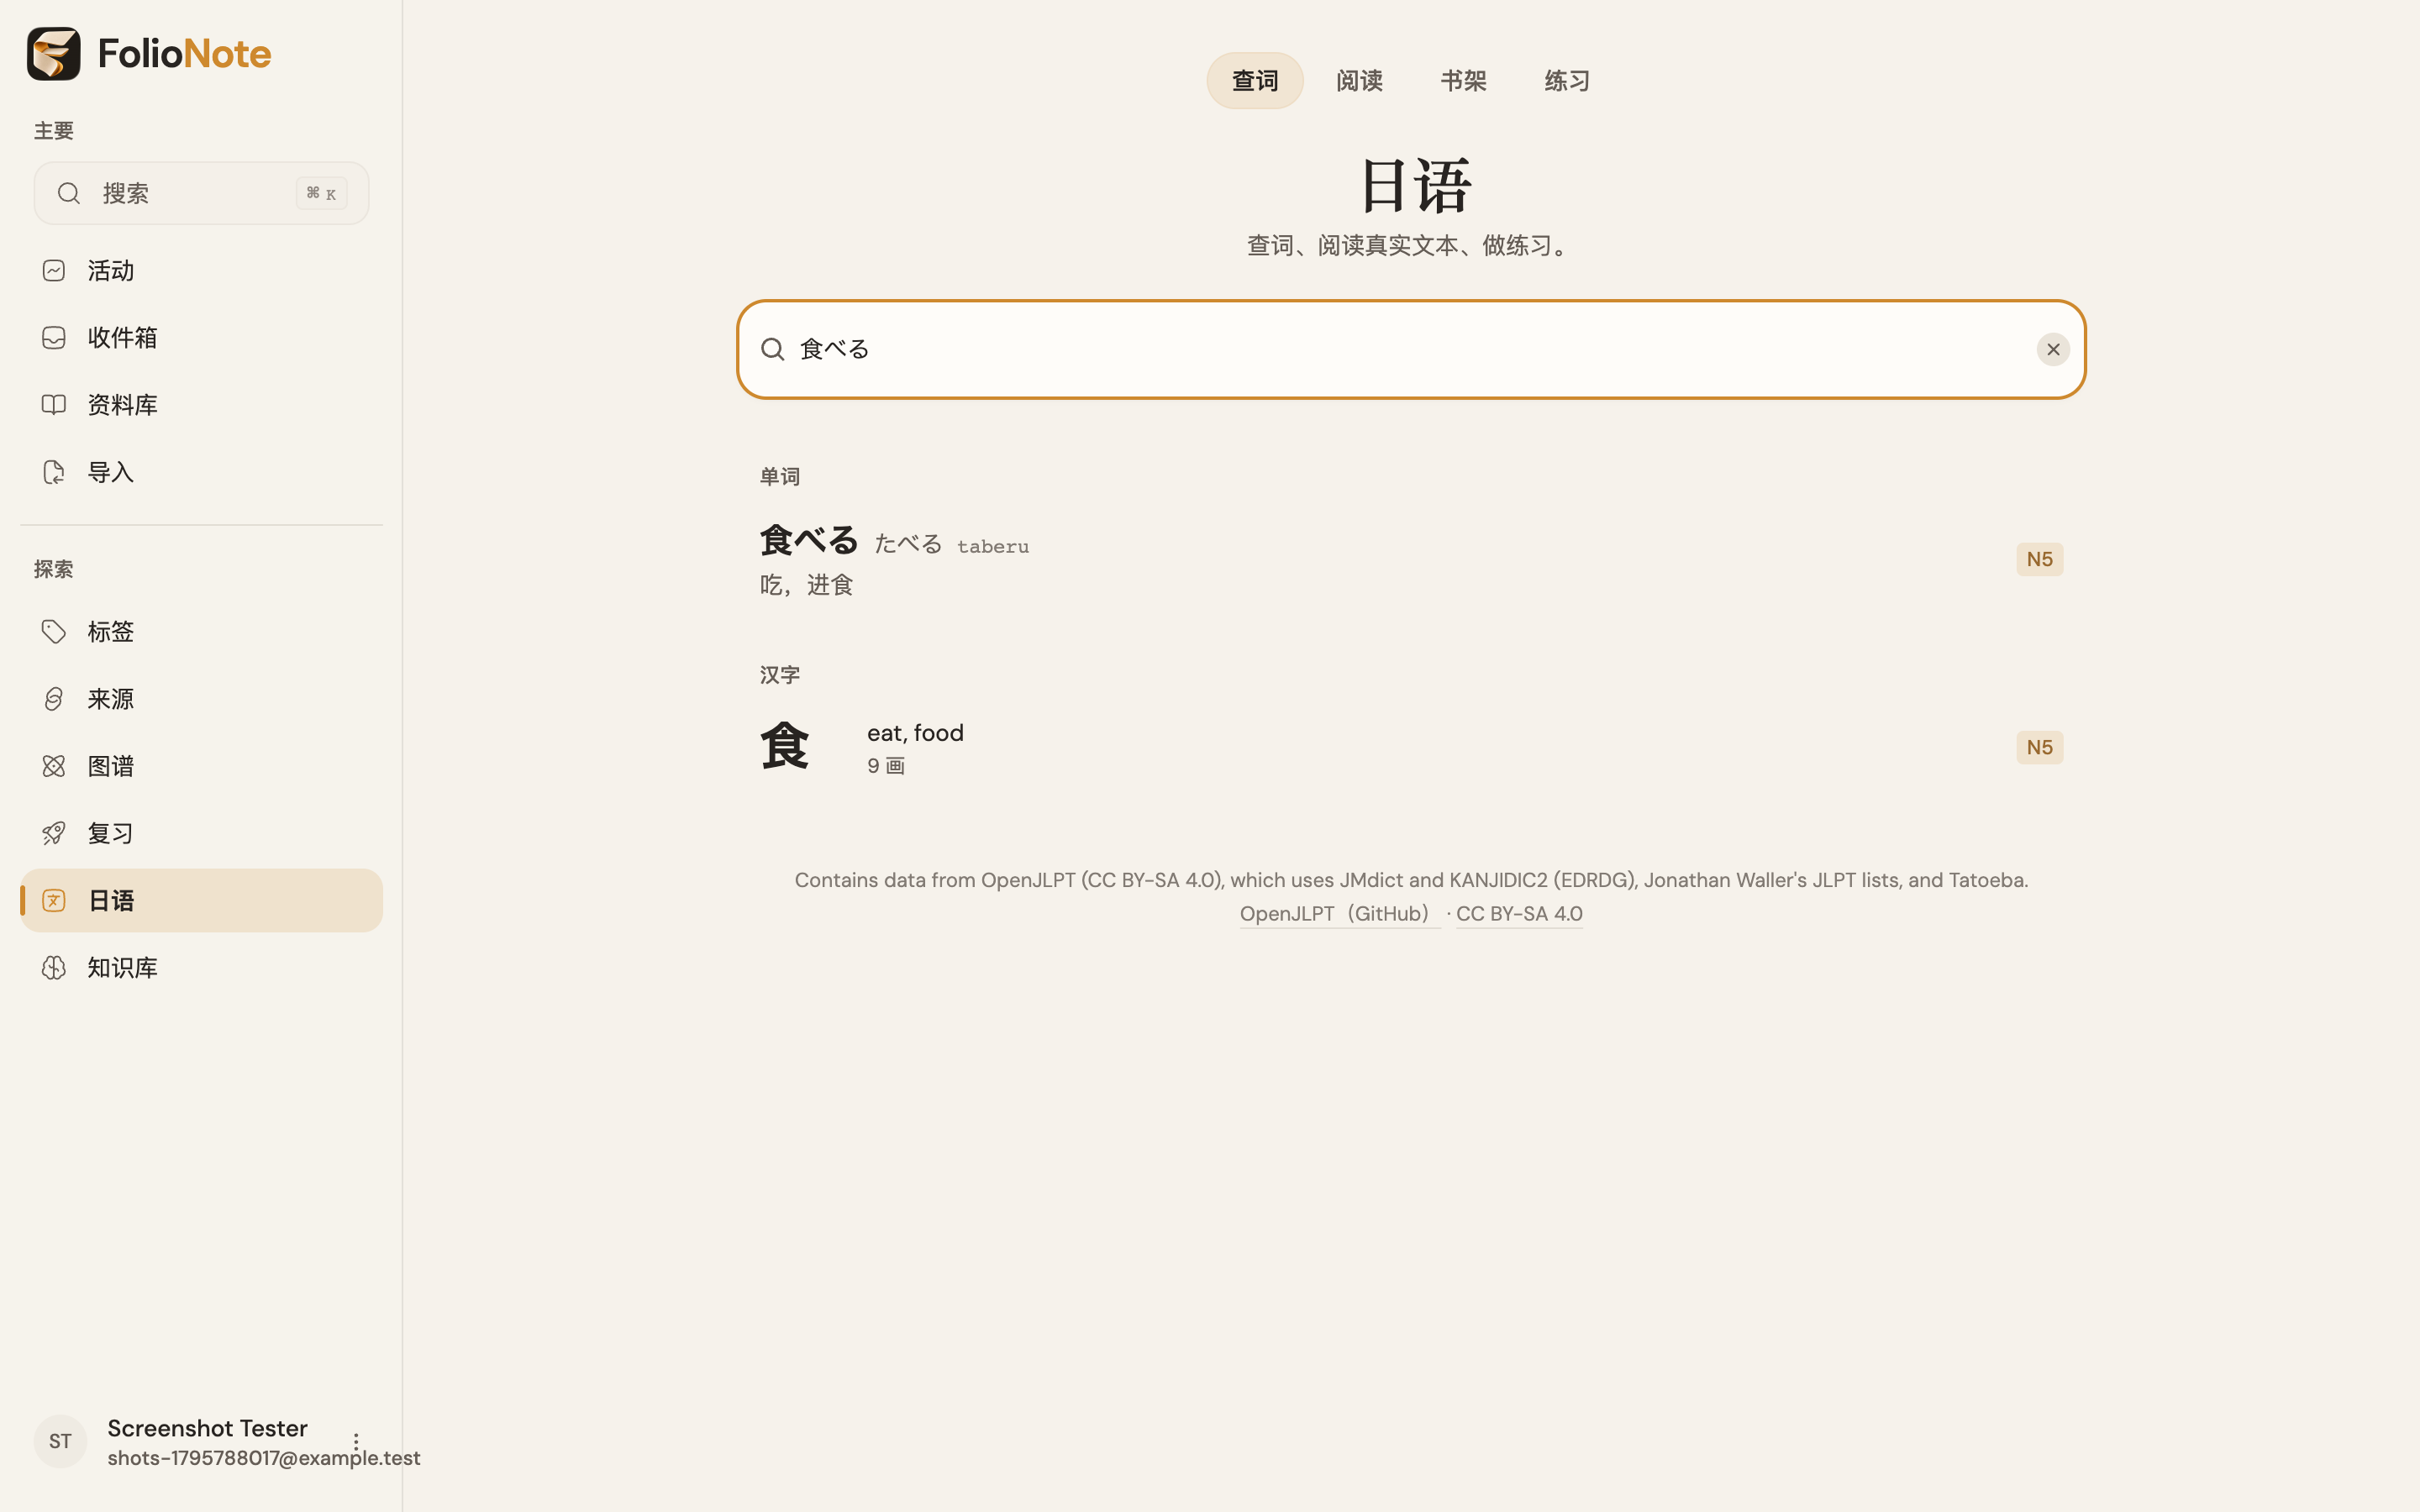 FolioNote
主要
搜索 ⌘ K
活动
收件箱
资料库
导入
探索
标签
来源
图谱
复习
日语
知识库
ST
Screenshot Tester
shots-1795788017@example.test
查词 阅读 书架 练习
日语
查词、阅读真实文本、做练习。
食べる
单词
食べる たべる taberu
吃，进食
N5
汉字
食
eat, food
9 画
N5
Contains data from OpenJLPT (CC BY-SA 4.0), which uses JMdict and KANJIDIC2 (EDRDG), Jonathan Waller's JLPT lists, and Tatoeba.
OpenJLPT（GitHub） · CC BY-SA 4.0